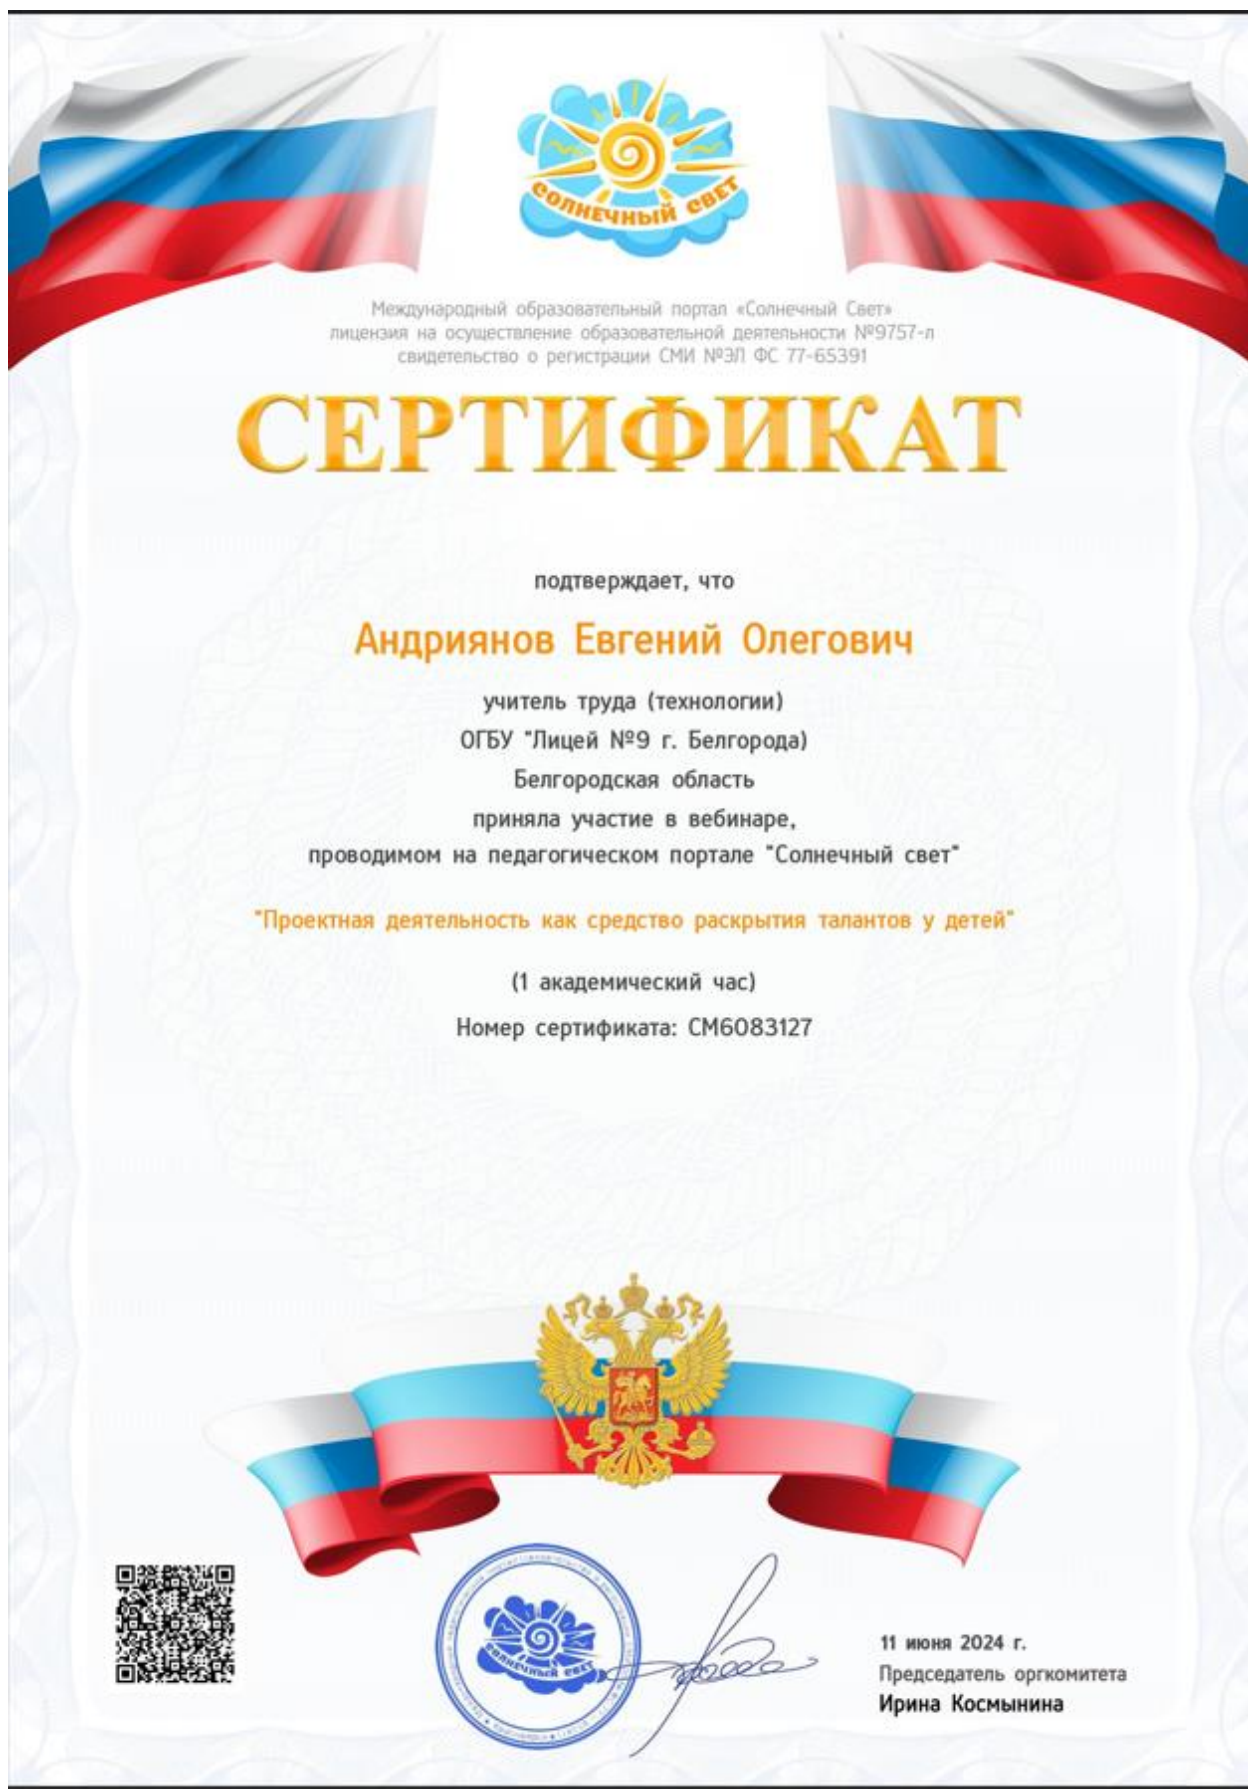 СОЛНЕЧНЫЙ СВЕТ
Международный образовательный портал «Солнечный Свет»
лицензия на осуществление образовательной деятельности №9757-л
свидетельство о регистрации СМИ №ЭЛ ФС 77-65391
СЕРТИФИКАТ
подтверждает, что
Андриянов Евгений Олегович
учитель труда (технологии)
ОГБУ "Лицей №9 г. Белгорода)
Белгородская область
приняла участие в вебинаре,
проводимом на педагогическом портале "Солнечный свет"
"Проектная деятельность как средство раскрытия талантов у детей"
(1 академический час)
Номер сертификата: СМ6083127
СОЛНЕЧНЫЙ СВЕТ
11 июня 2024 г.
Председатель оргкомитета
Ирина Космынина